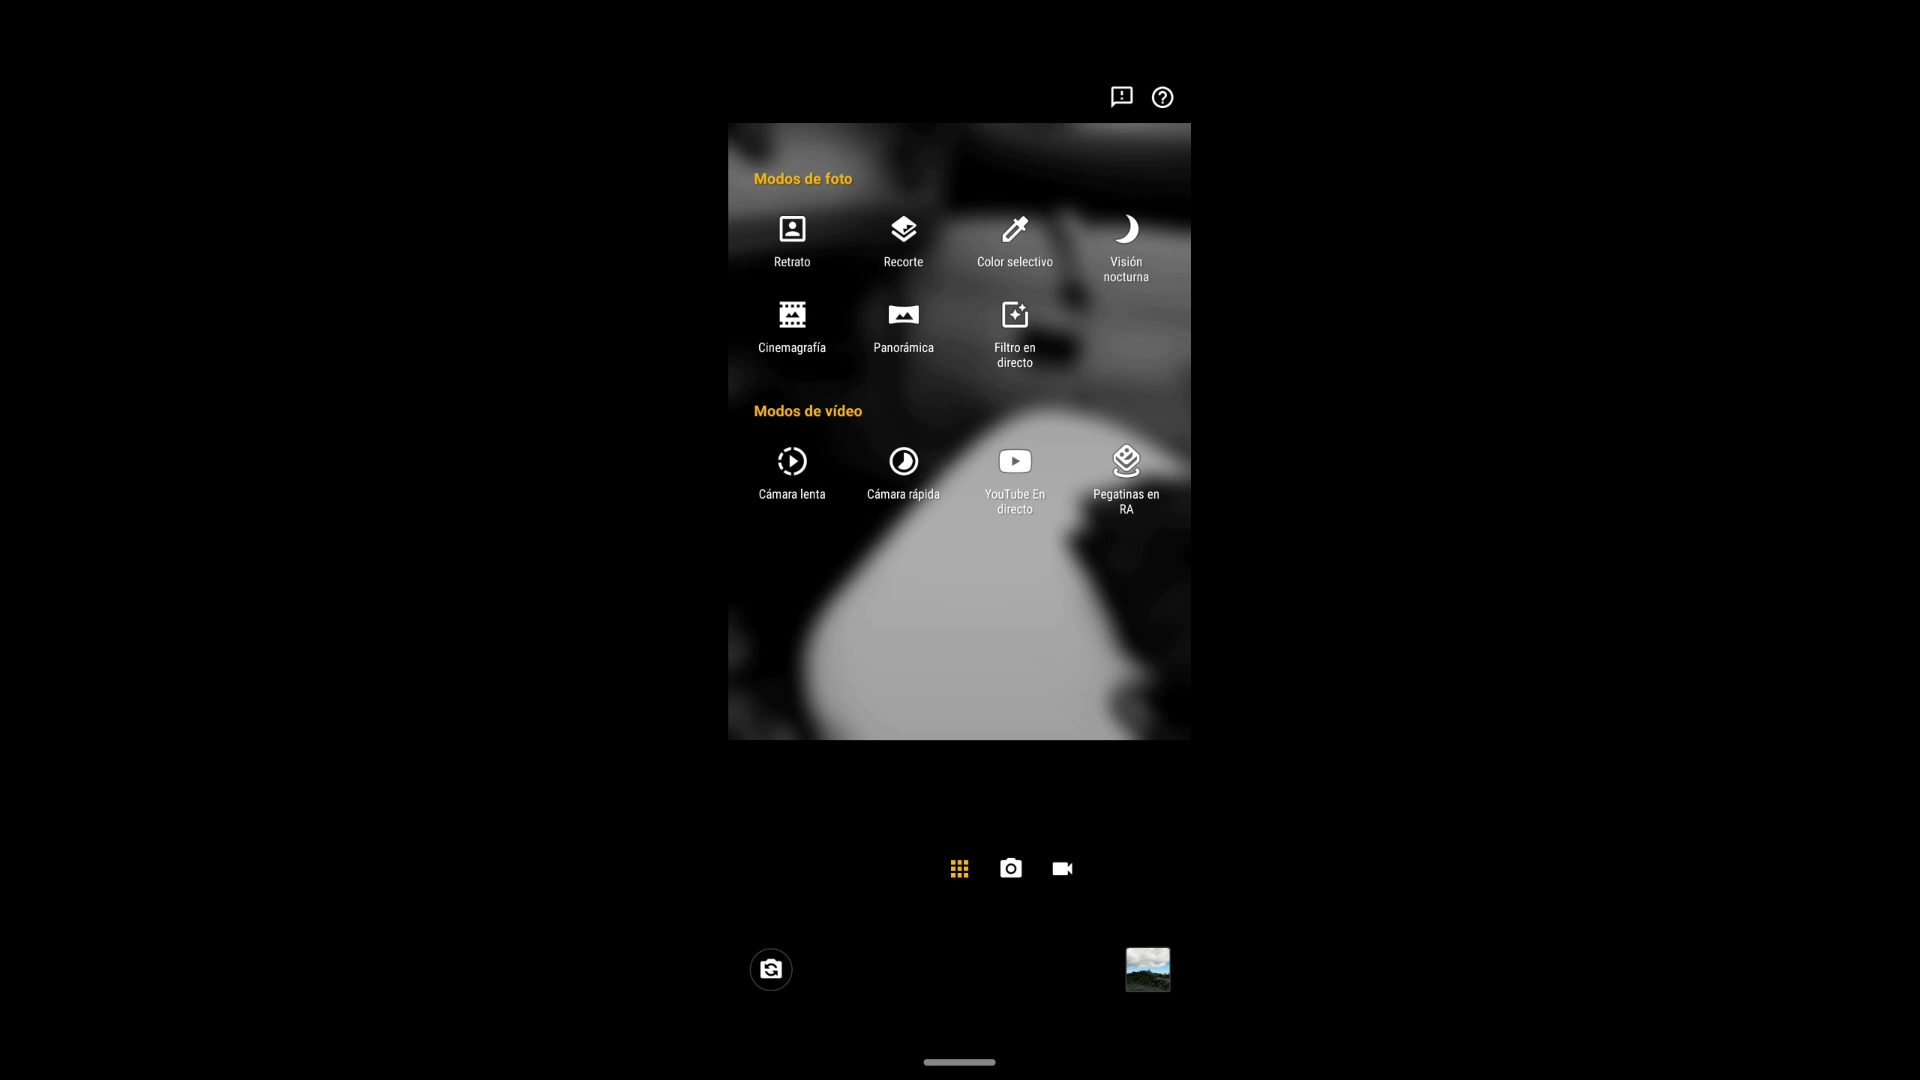 Modos de foto
Retrato
Recorte
Color selectivo
Visión
nocturna
Cinemagrafía
Panorámica
Filtro en
directo
Modos de vídeo
Cámara lenta
Cámara rápida
YouTube En
directo
Pegatinas en
RA